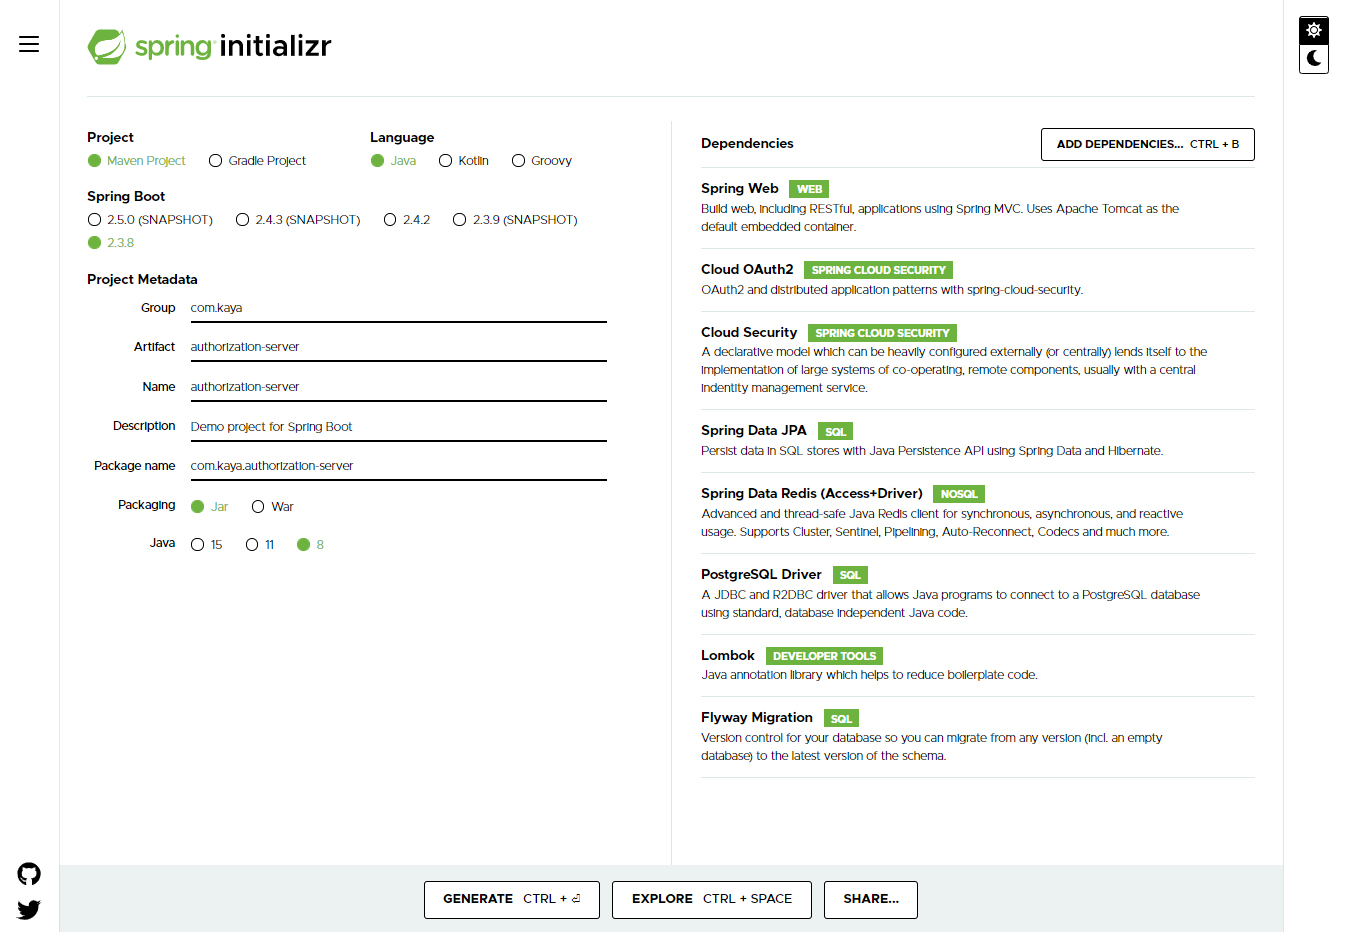 spring initializr
Project
Maven Project Gradle Project
Language
Java Kotlin Groovy
Spring Boot
2.5.0 (SNAPSHOT) 2.4.3 (SNAPSHOT) 2.4.2 2.3.9 (SNAPSHOT)
2.3.8
Project Metadata
Group com.kaya
Artifact authorization-server
Name authorization-server
Description Demo project for Spring Boot
Package name com.kaya.authorization-server
Packaging Jar War
Java 15 11 8
Dependencies ADD DEPENDENCIES... CTRL + B
Spring Web WEB
Build web, including RESTful, applications using Spring MVC. Uses Apache Tomcat as the
default embedded container.
Cloud OAuth2 SPRING CLOUD SECURITY
OAuth2 and distributed application patterns with spring-cloud-security.
Cloud Security SPRING CLOUD SECURITY
A declarative model which can be heavily configured externally (or centrally) lends itself to the
implementation of large systems of co-operating, remote components, usually with a central
indentity management service.
Spring Data JPA SQL
Persist data in SQL stores with Java Persistence API using Spring Data and Hibernate.
Spring Data Redis (Access+Driver) NOSQL
Advanced and thread-safe Java Redis client for synchronous, asynchronous, and reactive
usage. Supports Cluster, Sentinel, Pipelining, Auto-Reconnect, Codecs and much more.
PostgreSQL Driver SQL
A JDBC and R2DBC driver that allows Java programs to connect to a PostgreSQL database
using standard, database independent Java code.
Lombok DEVELOPER TOOLS
Java annotation library which helps to reduce boilerplate code.
Flyway Migration SQL
Version control for your database so you can migrate from any version (incl. an empty
database) to the latest version of the schema.
GENERATE CTRL + ⏎ EXPLORE CTRL + SPACE SHARE...